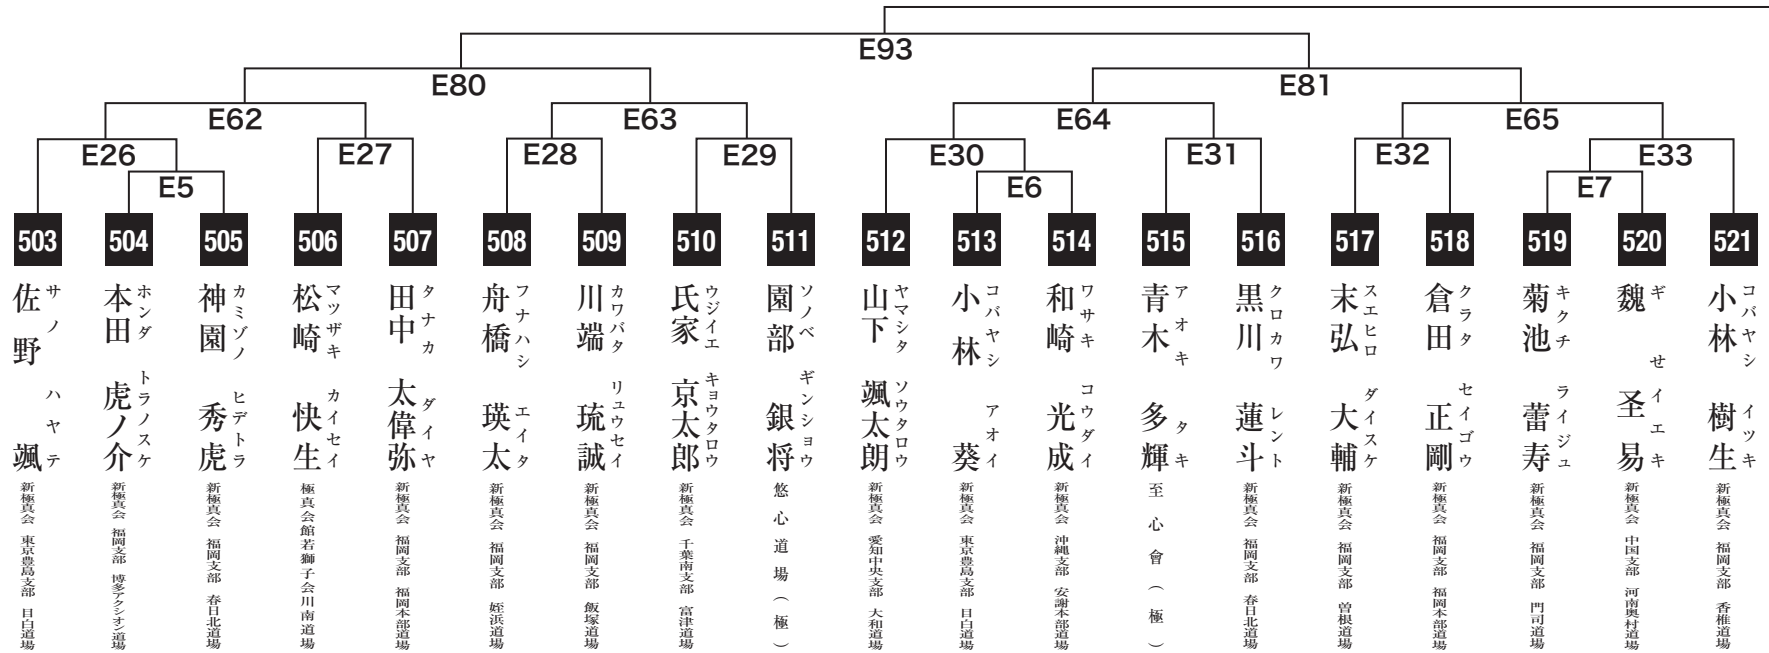 E93
E80
E81
E62
E63
E64
E65
E26
E27
E28
E29
E30
E31
E32
E33
E5
E6
E7
503
サノ ハヤテ
佐野 颯
新極真会 東京豊島支部 目白道場
504
ホンダ トラノスケ
本田 虎ノ介
新極真会 福岡支部 博多アクシオン道場
505
カミゾノ ヒデトラ
神園 秀虎
新極真会 福岡支部 春日北道場
506
マツザキ カイセイ
松崎 快生
極真会館若獅子会川南道場
507
タナカ ダイヤ
田中 太偉弥
新極真会 福岡支部 福岡本部道場
508
フナハシ エイタ
舟橋 瑛太
新極真会 福岡支部 姪浜道場
509
カワバタ リュウセイ
川端 琉誠
新極真会 福岡支部 飯塚道場
510
ウジイエ キョウタロウ
氏家 京太郎
新極真会 千葉南支部 富津道場
511
ソノベ ギンショウ
園部 銀将
悠心道場(極)
512
ヤマシタ ソウタロウ
山下 颯太朗
新極真会 愛知中央支部 大和道場
513
コバヤシ アオイ
小林 葵
新極真会 東京豊島支部 目白道場
514
ワサキ コウダイ
和崎 光成
新極真会 沖縄支部 安謝本部道場
515
アオキ タキ
青木 多輝
至心會(極)
516
クロカワ レント
黒川 蓮斗
新極真会 福岡支部 春日北道場
517
スエヒロ ダイスケ
末弘 大輔
新極真会 福岡支部 曽根道場
518
クラタ セイゴウ
倉田 正剛
新極真会 福岡支部 福岡本部道場
519
キクチ ライジュ
菊池 蕾寿
新極真会 福岡支部 門司道場
520
ギ せイエキ
魏 圣易
新極真会 中国支部 河南奥村道場
521
コバヤシ イツキ
小林 樹生
新極真会 福岡支部 香椎道場